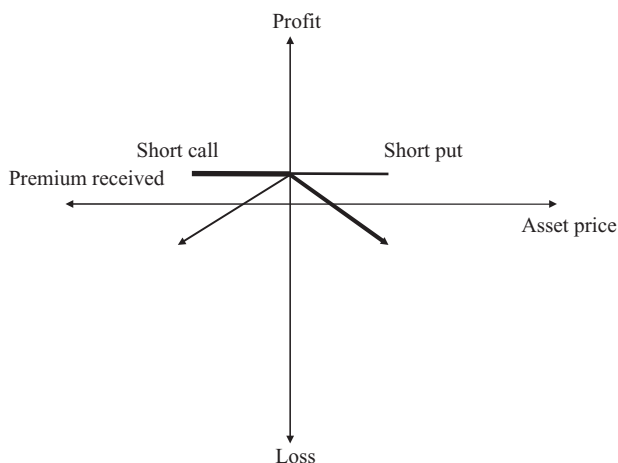 Profit
Short call
Short put
Premium received
Asset price
Loss